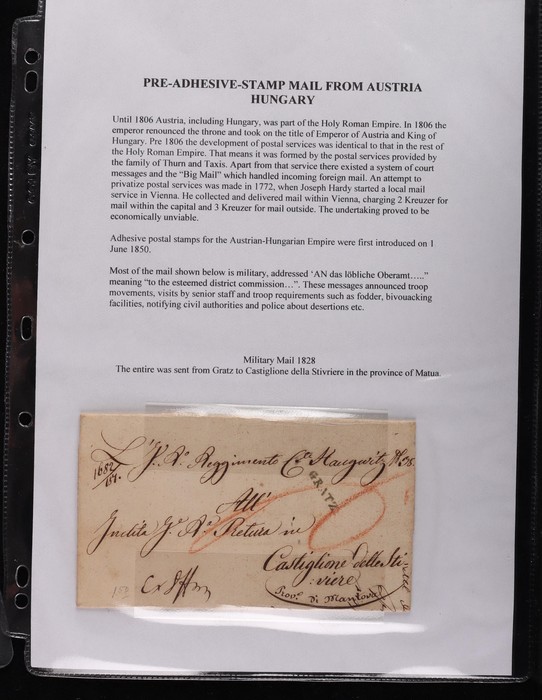 PRE-ADHESIVE-STAMP MAIL FROM AUSTRIA
HUNGARY
Until 1806 Austria, including Hungary, was part of the Holy Roman Empire. In 1806 the
emperor renounced the throne and took on the title of Emperor of Austria and King of
Hungary. Pre 1806 the development of postal services was identical to that in the rest of
the Holy Roman Empire. That means it was formed by the postal services provided by
the family of Thurn and Taxis. Apart from that service there existed a system of court
messages and the “Big Mail” which handled incoming foreign mail. An attempt to
privatize postal services was made in 1772, when Joseph Hardy started a local mail
service in Vienna. He collected and delivered mail within Vienna, charging 2 Kreuzer for
mail within the capital and 3 Kreuzer for mail outside. The undertaking proved to be
economically unviable.
Adhesive postal stamps for the Austrian-Hungarian Empire were first introduced on 1
June 1850.
Most of the mail shown below is military, addressed ‘AN das löbliche Oberamt…..”
meaning “to the esteemed district commission…”. These messages announced troop
movements, visits by senior staff and troop requirements such as fodder, bivouacking
facilities, notifying civil authorities and police about desertions etc.
Military Mail 1828
The entire was sent from Gratz to Castiglione della Stivriere in the province of Matua.
Reggimento Haugwitz
1682
GRATZ
All'
Inclita Pretura in
Castiglione delle Sti
viere
Prov. di Mantova